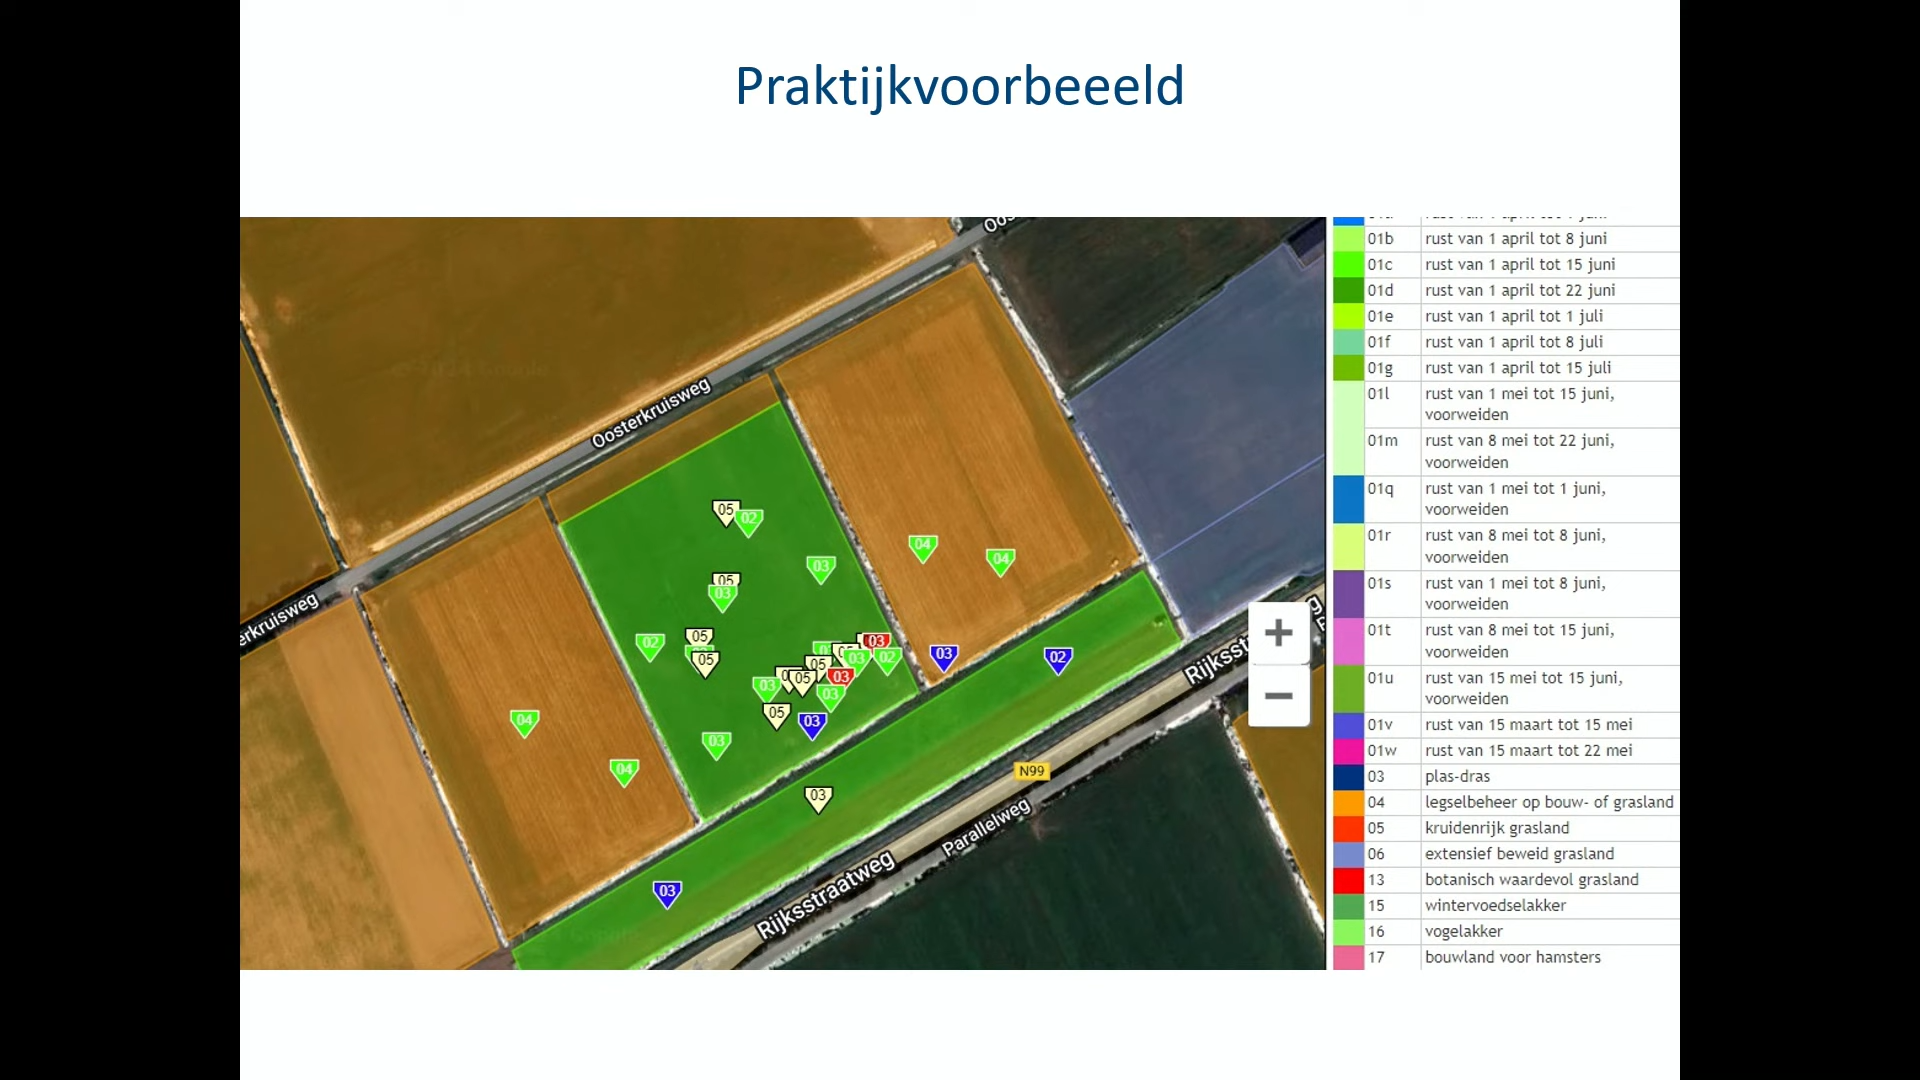 Praktijkvoorbeeeld
Oosterkruisweg
erkruisweg
05
02
03
05
03
04
04
02
05
05
03
05
03
02
03
02
03
05
03
05
03
03
05
03
03
04
04
03
03
N99
Parallelweg
Rijksstraatweg
01b rust van 1 april tot 8 juni
01c rust van 1 april tot 15 juni
01d rust van 1 april tot 22 juni
01e rust van 1 april tot 1 juli
01f rust van 1 april tot 8 juli
01g rust van 1 april tot 15 juli
01l rust van 1 mei tot 15 juni,
voorweiden
01m rust van 8 mei tot 22 juni,
voorweiden
01q rust van 1 mei tot 1 juni,
voorweiden
01r rust van 8 mei tot 8 juni,
voorweiden
01s rust van 1 mei tot 8 juni,
voorweiden
01t rust van 8 mei tot 15 juni,
voorweiden
01u rust van 15 mei tot 15 juni,
voorweiden
01v rust van 15 maart tot 15 mei
01w rust van 15 maart tot 22 mei
03 plas-dras
04 legselbeheer op bouw- of grasland
05 kruidenrijk grasland
06 extensief beweid grasland
13 botanisch waardevol grasland
15 wintervoedselakker
16 vogelakker
17 bouwland voor hamsters